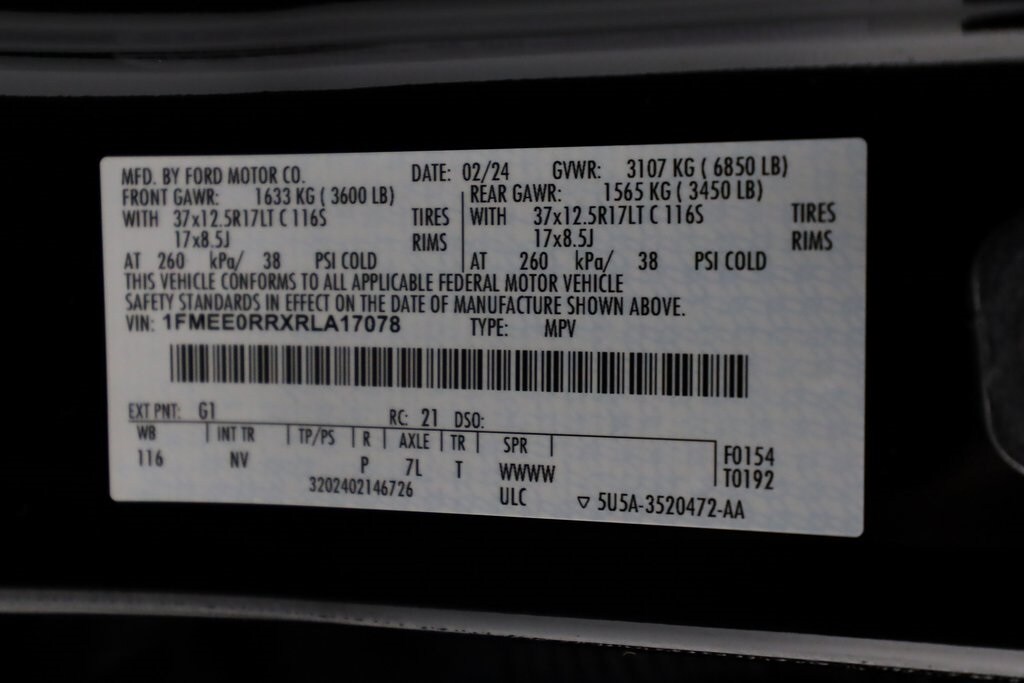 MFD. BY FORD MOTOR CO. DATE: 02/24 GVWR: 3107 KG ( 6850 LB)
FRONT GAWR: 1633 KG ( 3600 LB) REAR GAWR: 1565 KG ( 3450 LB)
WITH 37x12.5R17LT C 116S TIRES WITH 37x12.5R17LT C 116S TIRES
17x8.5J RIMS 17x8.5J RIMS
AT 260 kPa/ 38 PSI COLD AT 260 kPa/ 38 PSI COLD
THIS VEHICLE CONFORMS TO ALL APPLICABLE FEDERAL MOTOR VEHICLE
SAFETY STANDARDS IN EFFECT ON THE DATE OF MANUFACTURE SHOWN ABOVE.
VIN: 1FMEE0RRXRLA17078 TYPE: MPV
EXT PNT: G1 RC: 21 DSO:
WB INT TR TP/PS R AXLE TR SPR F0154
116 NV P 7L T WWWW T0192
3202402146726 ULC ▽ 5U5A-3520472-AA